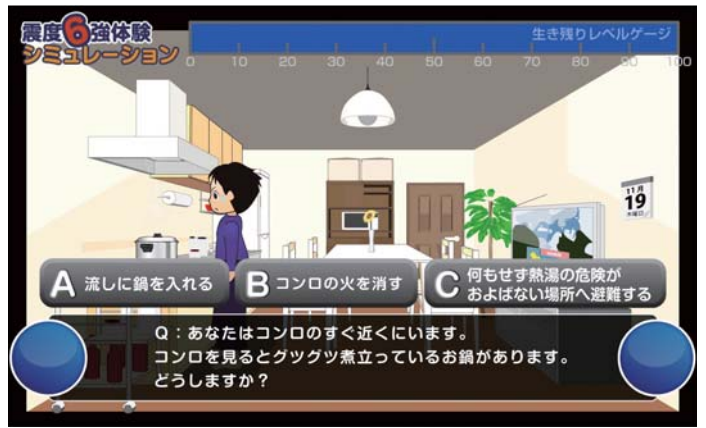 震度6強体験
シミュレーション
生き残りレベルゲージ
0 10 20 30 40 50 60 70 80 90 100
11月
19
水曜日
A 流しに鍋を入れる
B コンロの火を消す
C 何もせず熱湯の危険が
およばない場所へ避難する
Q：あなたはコンロのすぐ近くにいます。
コンロを見るとグツグツ煮立っているお鍋があります。
どうしますか？